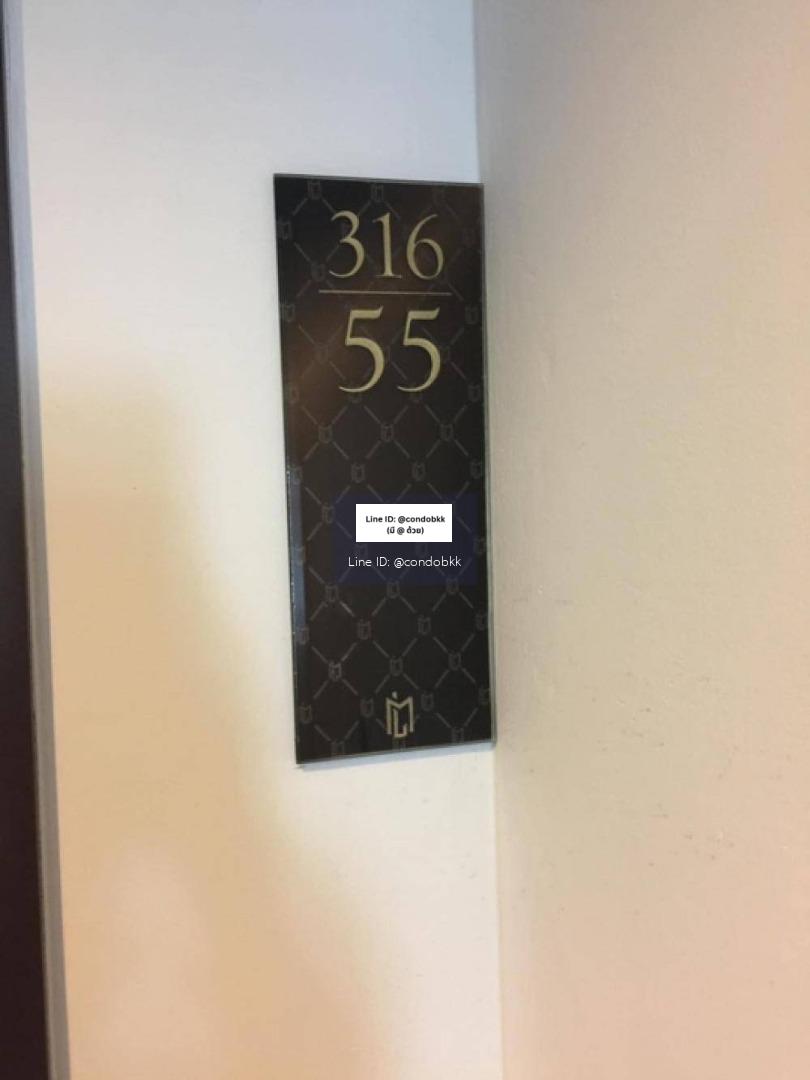 316
55
Line ID: @condobkk
(มี @ ด้วย)
Line ID: @condobkk